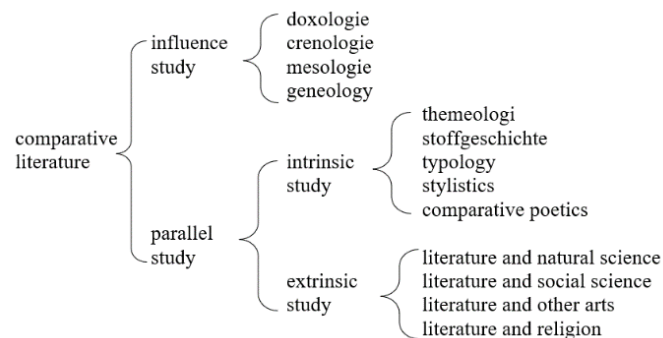 comparative
literature
influence
study
doxologie
crenologie
mesologie
geneology
parallel
study
intrinsic
study
themeologi
stoffgeschichte
typology
stylistics
comparative poetics
extrinsic
study
literature and natural science
literature and social science
literature and other arts
literature and religion